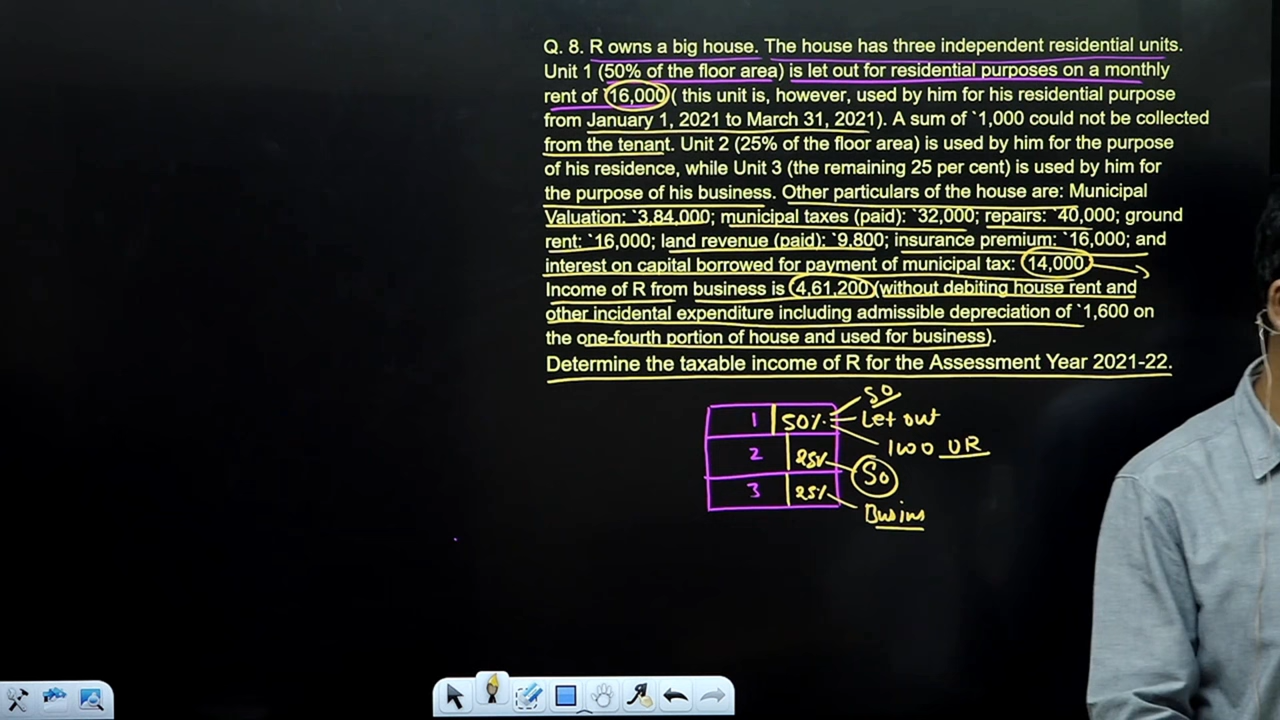 Q. 8. R owns a big house. The house has three independent residential units.
Unit 1 (50% of the floor area) is let out for residential purposes on a monthly
rent of `16,000 ( this unit is, however, used by him for his residential purpose
from January 1, 2021 to March 31, 2021). A sum of `1,000 could not be collected
from the tenant. Unit 2 (25% of the floor area) is used by him for the purpose
of his residence, while Unit 3 (the remaining 25 per cent) is used by him for
the purpose of his business. Other particulars of the house are: Municipal
Valuation: `3,84,000; municipal taxes (paid): `32,000; repairs: `40,000; ground
rent: `16,000; land revenue (paid): `9,800; insurance premium: `16,000; and
interest on capital borrowed for payment of municipal tax: 14,000
Income of R from business is 4,61,200 (without debiting house rent and
other incidental expenditure including admissible depreciation of `1,600 on
the one-fourth portion of house and used for business).
Determine the taxable income of R for the Assessment Year 2021-22.
SO
1 50% Let out
1000 UR
2 25% SO
3 25%